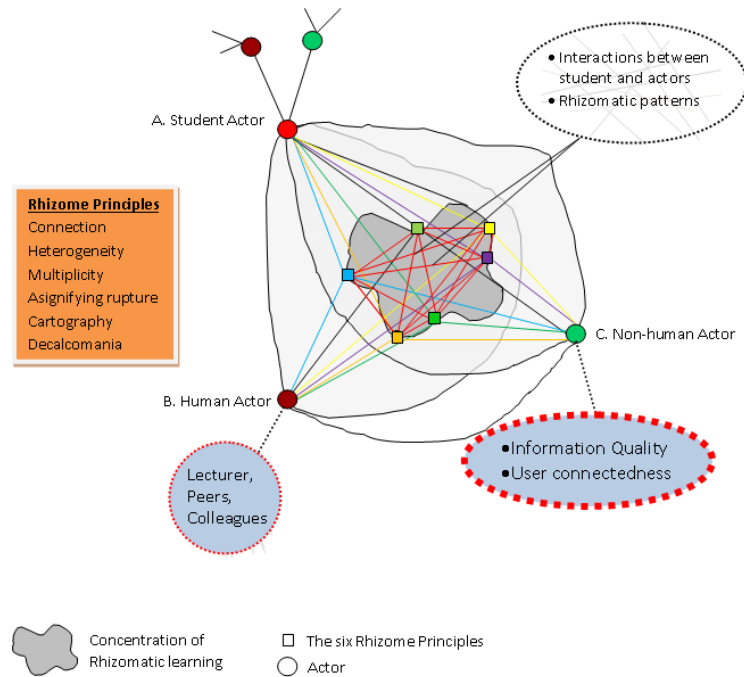 • Interactions between
student and actors
• Rhizomatic patterns
A. Student Actor
Rhizome Principles
Connection
Heterogeneity
Multiplicity
Asignifying rupture
Cartography
Decalcomania
C. Non-human Actor
B. Human Actor
Lecturer,
Peers,
Colleagues
•Information Quality
•User connectedness
Concentration of
Rhizomatic learning
The six Rhizome Principles
Actor